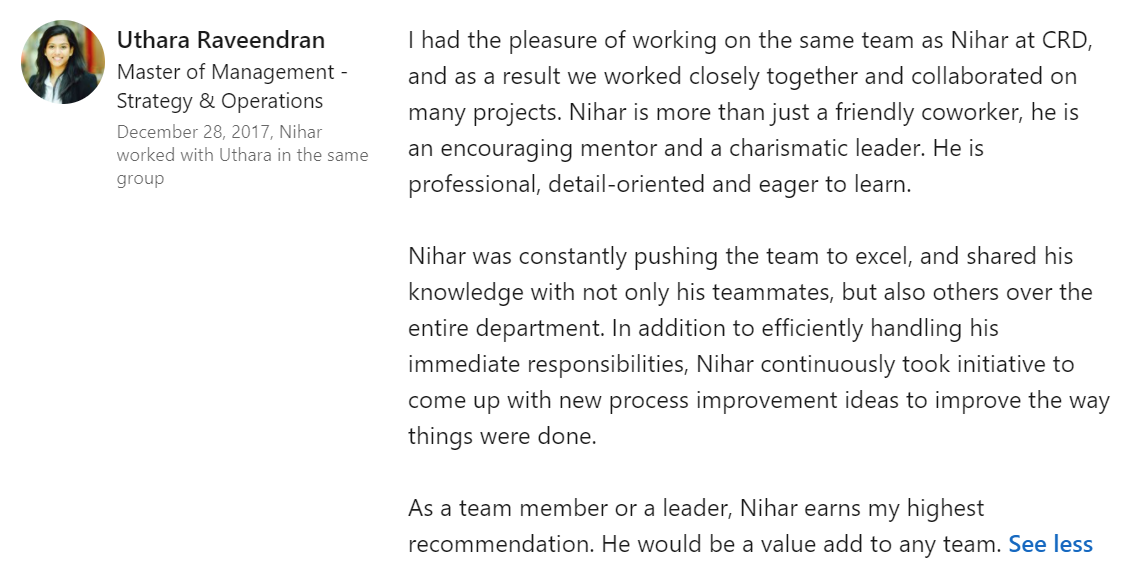 Uthara Raveendran
Master of Management -
Strategy & Operations
December 28, 2017, Nihar
worked with Uthara in the same
group
I had the pleasure of working on the same team as Nihar at CRD,
and as a result we worked closely together and collaborated on
many projects. Nihar is more than just a friendly coworker, he is
an encouraging mentor and a charismatic leader. He is
professional, detail-oriented and eager to learn.
Nihar was constantly pushing the team to excel, and shared his
knowledge with not only his teammates, but also others over the
entire department. In addition to efficiently handling his
immediate responsibilities, Nihar continuously took initiative to
come up with new process improvement ideas to improve the way
things were done.
As a team member or a leader, Nihar earns my highest
recommendation. He would be a value add to any team. See less